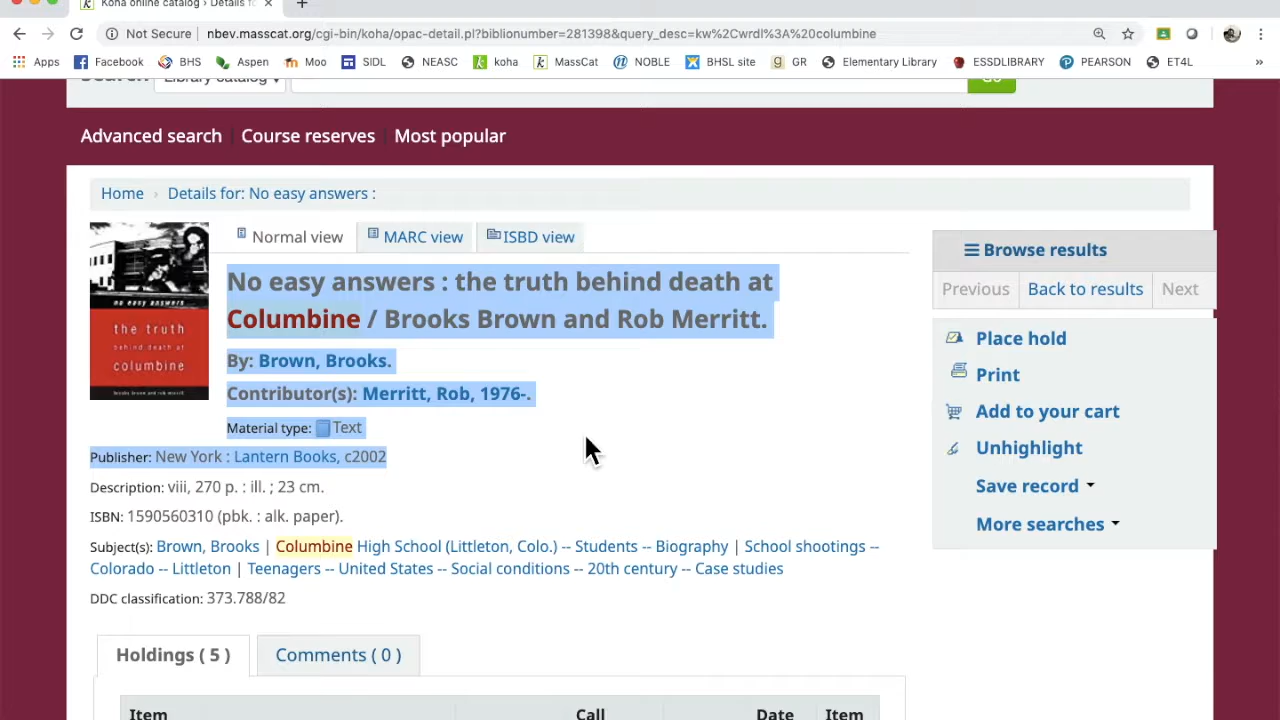 Koha online catalog › Details fo
Not Secure | nbev.masscat.org/cgi-bin/koha/opac-detail.pl?biblionumber=281398&query_desc=kw%2Cwrdl%3A%20columbine
Apps Facebook BHS Aspen Moo SIDL NEASC koha MassCat NOBLE BHSL site GR Elementary Library ESSDLIBRARY PEARSON ET4L »
Search Library catalog Go
Advanced search Course reserves Most popular
Home › Details for: No easy answers :
Normal view MARC view ISBD view
No easy answers : the truth behind death at
Columbine / Brooks Brown and Rob Merritt.
By: Brown, Brooks.
Contributor(s): Merritt, Rob, 1976-.
Material type: Text
Publisher: New York : Lantern Books, c2002
Description: viii, 270 p. : ill. ; 23 cm.
ISBN: 1590560310 (pbk. : alk. paper).
Subject(s): Brown, Brooks | Columbine High School (Littleton, Colo.) -- Students -- Biography | School shootings --
Colorado -- Littleton | Teenagers -- United States -- Social conditions -- 20th century -- Case studies
DDC classification: 373.788/82
no easy answers
the truth
behind death at
columbine
brooks brown and rob merritt
Browse results
Previous Back to results Next
Place hold
Print
Add to your cart
Unhighlight
Save record
More searches
Holdings ( 5 ) Comments ( 0 )
Item Call Date Item